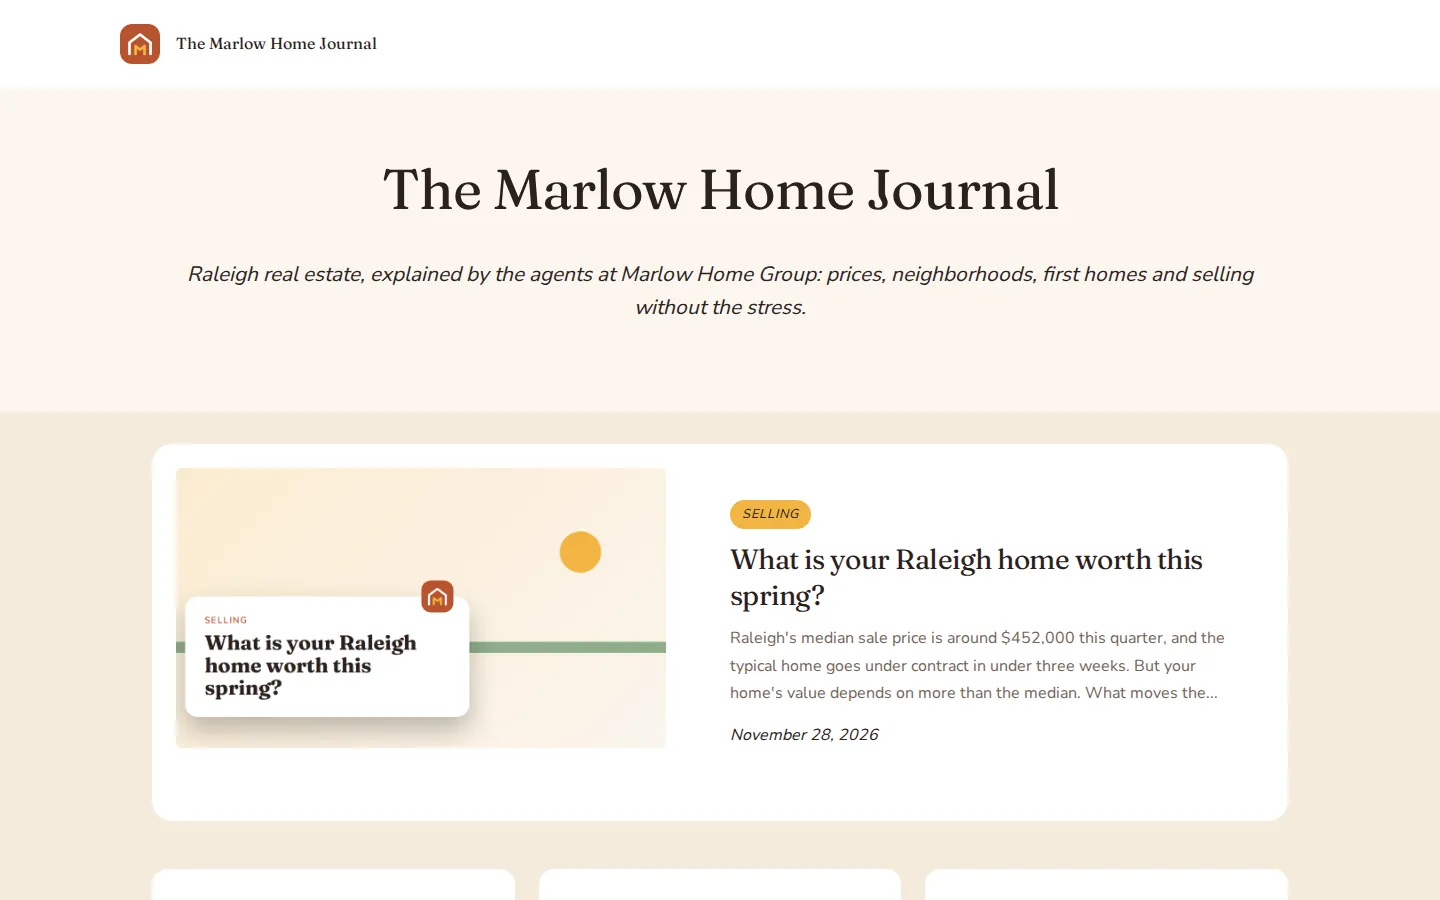 The Marlow Home Journal
The Marlow Home Journal
Raleigh real estate, explained by the agents at Marlow Home Group: prices, neighborhoods, first homes and selling
without the stress.
SELLING
What is your Raleigh
home worth this
spring?
SELLING
What is your Raleigh home worth this
spring?
Raleigh's median sale price is around $452,000 this quarter, and the
typical home goes under contract in under three weeks. But your
home's value depends on more than the median. What moves the...
November 28, 2026